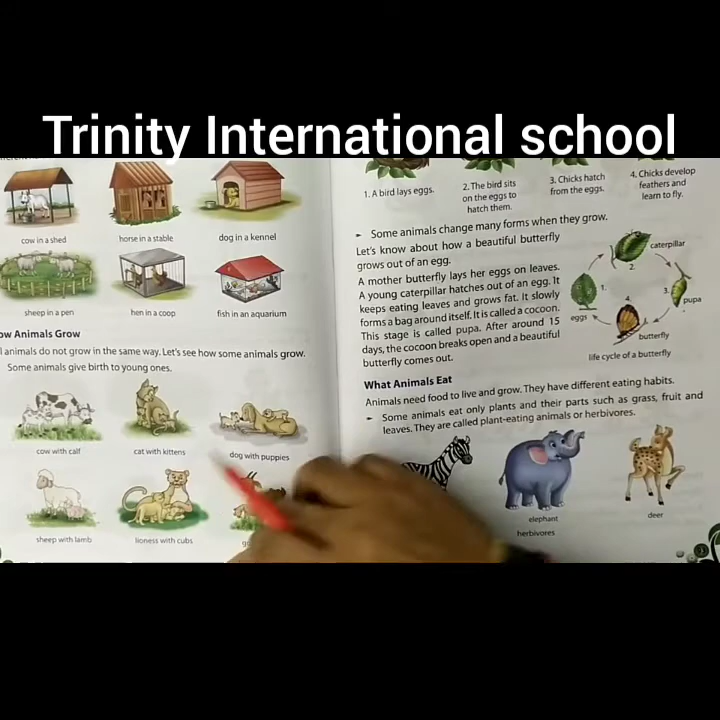 Trinity International school
cow in a shed
horse in a stable
dog in a kennel
sheep in a pen
hen in a coop
fish in an aquarium
ow Animals Grow
l animals do not grow in the same way. Let's see how some animals grow.
Some animals give birth to young ones.
cow with calf
cat with kittens
dog with puppies
sheep with lamb
lioness with cubs
1. A bird lays eggs.
2. The bird sits
on the eggs to
hatch them.
3. Chicks hatch
from the eggs.
4. Chicks develop
feathers and
learn to fly.
➤ Some animals change many forms when they grow.
Let's know about how a beautiful butterfly
grows out of an egg.
A mother butterfly lays her eggs on leaves.
A young caterpillar hatches out of an egg. It
keeps eating leaves and grows fat. It slowly
forms a bag around itself. It is called a cocoon.
This stage is called pupa. After around 15
days, the cocoon breaks open and a beautiful
butterfly comes out.
caterpillar
2.
1.
3.
pupa
4.
eggs
butterfly
life cycle of a butterfly
What Animals Eat
Animals need food to live and grow. They have different eating habits.
➤ Some animals eat only plants and their parts such as grass, fruit and
leaves. They are called plant-eating animals or herbivores.
elephant
deer
herbivores